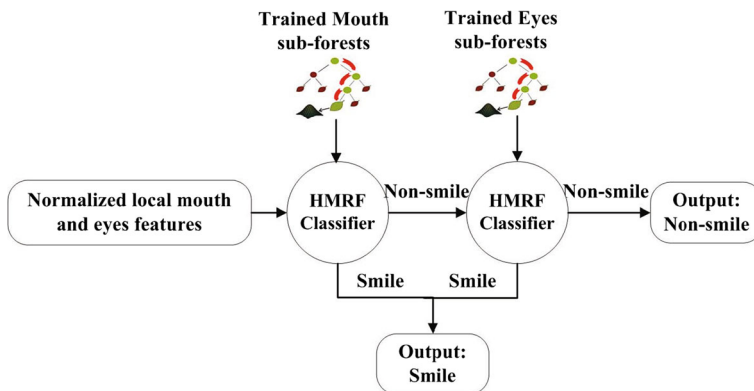 Trained Mouth
sub-forests
Trained Eyes
sub-forests
Normalized local mouth
and eyes features
HMRF
Classifier
Non-smile
HMRF
Classifier
Non-smile
Output:
Non-smile
Smile
Smile
Output:
Smile